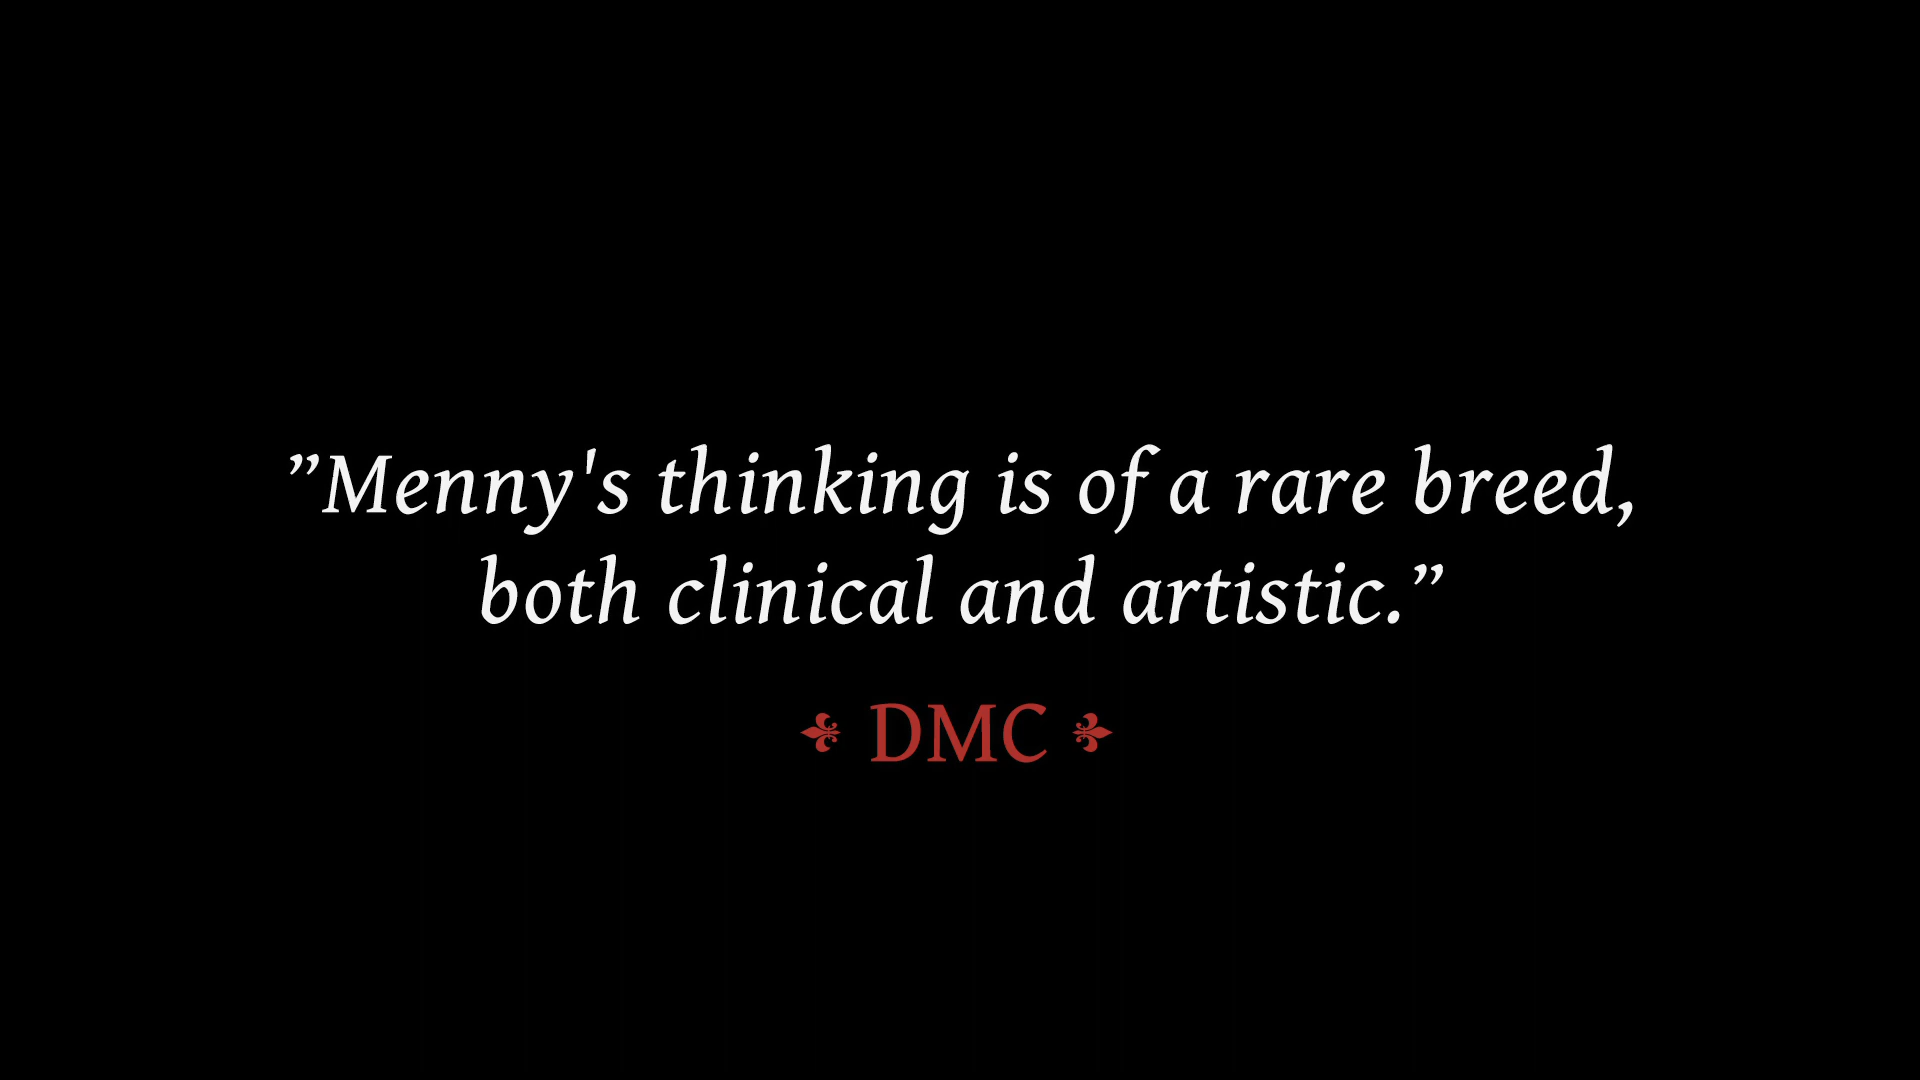 ”Menny's thinking is of a rare breed,
both clinical and artistic.”
DMC